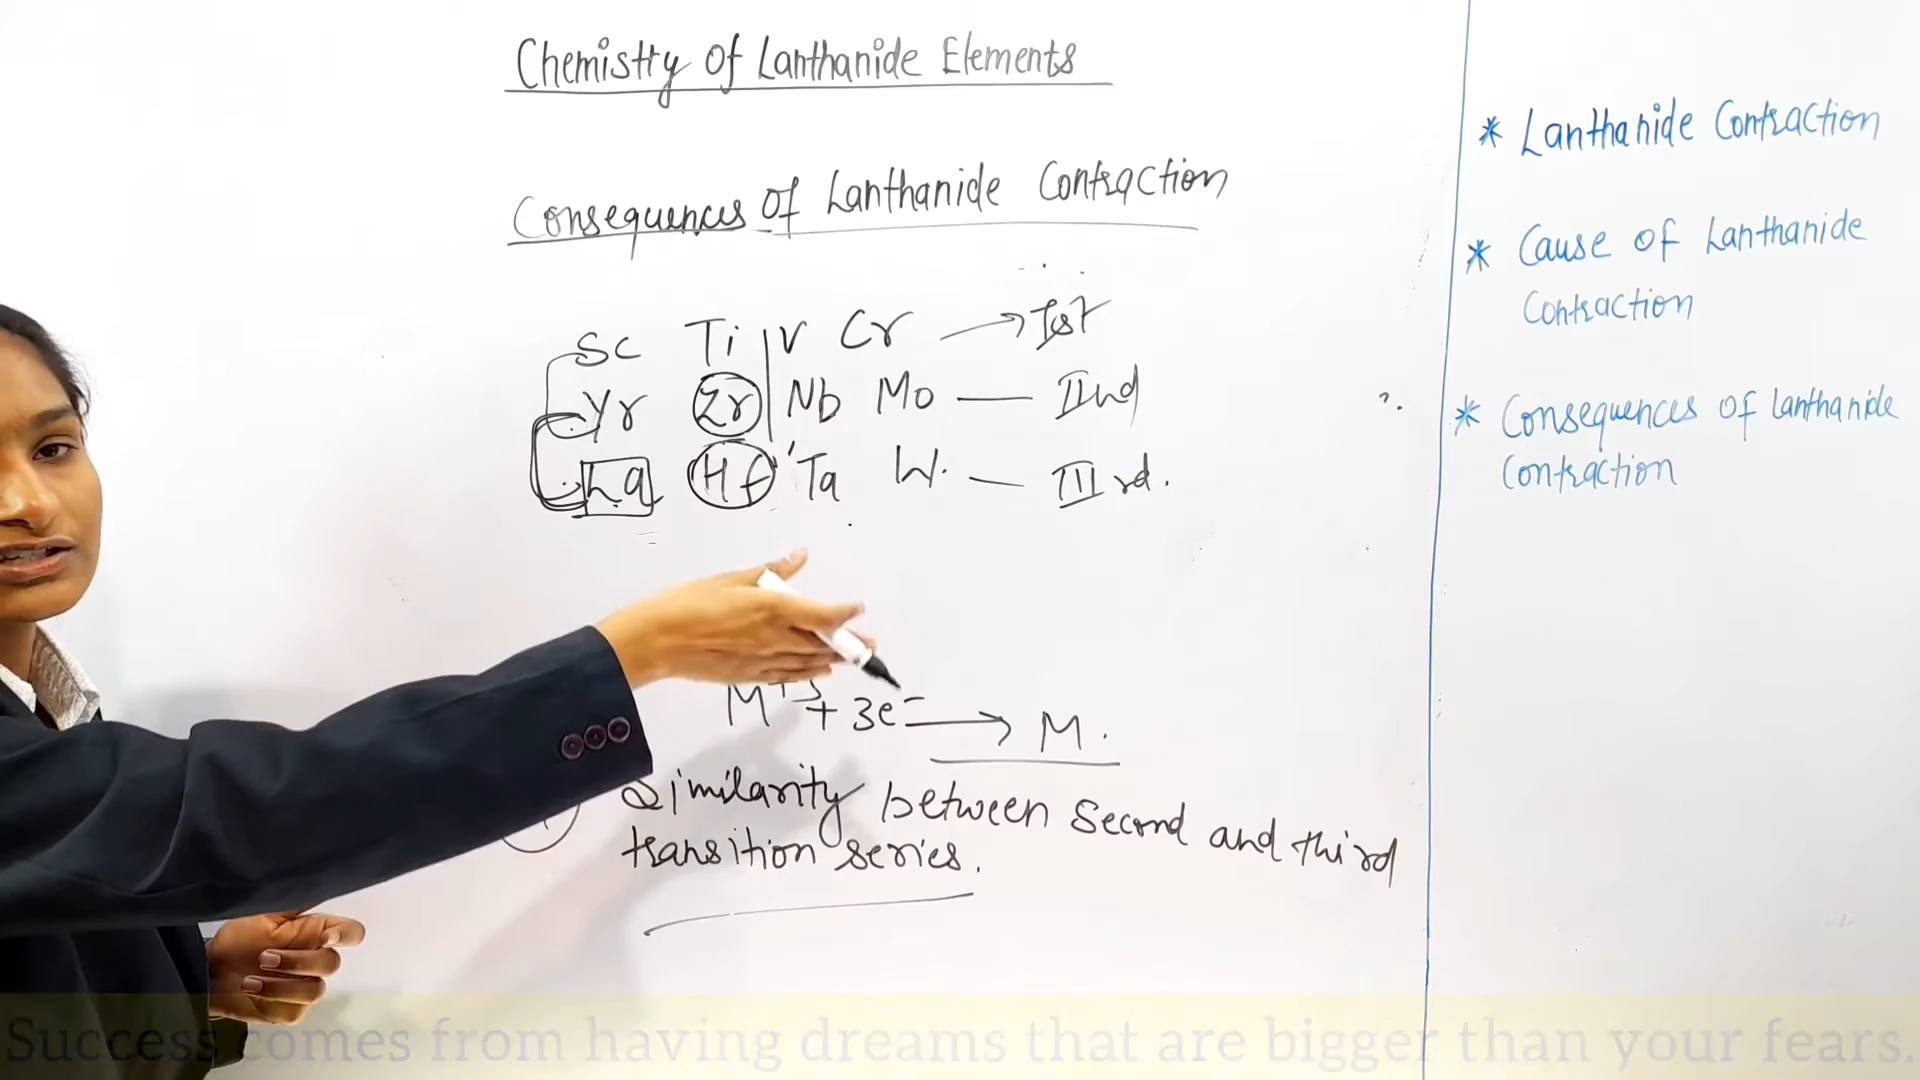 Chemistry of Lanthanide Elements
Consequences of Lanthanide Contraction
Sc Ti V Cr → Ist
Yr Zr Nb Mo — IInd
La Hf Ta W. — IIIrd.
M+3 + 3e- → M.
Similarity between Second and third
transition series.
* Lanthanide Contraction
* Cause of Lanthanide
Contraction
* Consequences of Lanthanide
Contraction
Success comes from having dreams that are bigger than your fears.